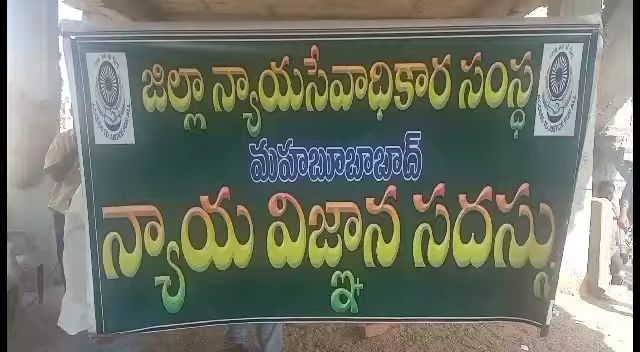 జిల్లా న్యాయసేవాధికార సంస్థ
మహబూబాబాద్
న్యాయ విజ్ఞాన సదస్సు